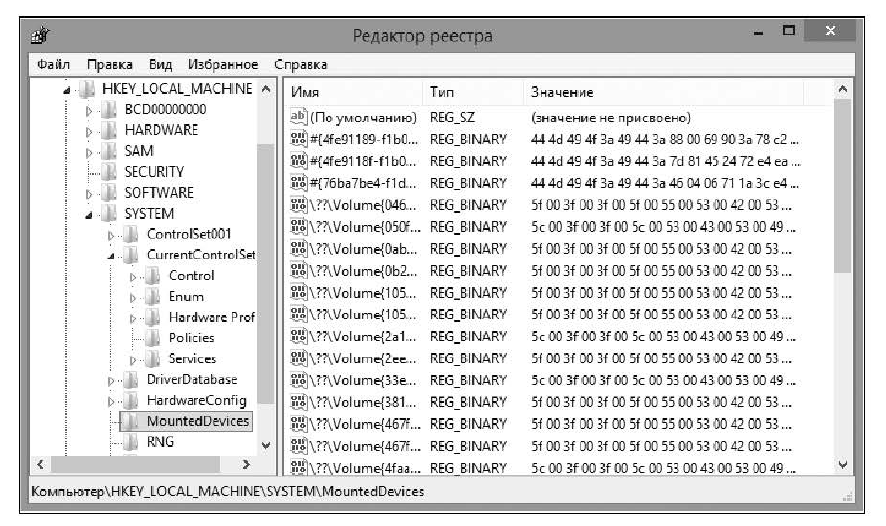 Редактор реестра
Файл Правка Вид Избранное Справка
HKEY_LOCAL_MACHINE
BCD00000000
HARDWARE
SAM
SECURITY
SOFTWARE
SYSTEM
ControlSet001
CurrentControlSet
Control
Enum
Hardware Prof
Policies
Services
DriverDatabase
HardwareConfig
MountedDevices
RNG
Имя Тип Значение
(По умолчанию) REG_SZ (значение не присвоено)
#{4fe91189-f1b0... REG_BINARY 44 4d 49 4f 3a 49 44 3a 88 00 69 90 3a 78 c2 ...
#{4fe9118f-f1b0... REG_BINARY 44 4d 49 4f 3a 49 44 3a 7d 81 45 24 72 e4 ea ...
#{76ba7be4-f1d... REG_BINARY 44 4d 49 4f 3a 49 44 3a 46 04 06 71 1a 3c e4 ...
\??\Volume{046... REG_BINARY 5f 00 3f 00 3f 00 5f 00 55 00 53 00 42 00 53 ...
\??\Volume{050f... REG_BINARY 5c 00 3f 00 3f 00 5c 00 53 00 43 00 53 00 49 ...
\??\Volume{0ab... REG_BINARY 5f 00 3f 00 3f 00 5f 00 55 00 53 00 42 00 53 ...
\??\Volume{0b2... REG_BINARY 5f 00 3f 00 3f 00 5f 00 55 00 53 00 42 00 53 ...
\??\Volume{105... REG_BINARY 5f 00 3f 00 3f 00 5f 00 55 00 53 00 42 00 53 ...
\??\Volume{105... REG_BINARY 5f 00 3f 00 3f 00 5f 00 55 00 53 00 42 00 53 ...
\??\Volume{2a1... REG_BINARY 5c 00 3f 00 3f 00 5c 00 53 00 43 00 53 00 49 ...
\??\Volume{2ee... REG_BINARY 5f 00 3f 00 3f 00 5f 00 55 00 53 00 42 00 53 ...
\??\Volume{33e... REG_BINARY 5c 00 3f 00 3f 00 5c 00 53 00 43 00 53 00 49 ...
\??\Volume{381... REG_BINARY 5f 00 3f 00 3f 00 5f 00 55 00 53 00 42 00 53 ...
\??\Volume{467f... REG_BINARY 5f 00 3f 00 3f 00 5f 00 55 00 53 00 42 00 53 ...
\??\Volume{467f... REG_BINARY 5f 00 3f 00 3f 00 5f 00 55 00 53 00 42 00 53 ...
\??\Volume{4faa... REG_BINARY 5c 00 3f 00 3f 00 5c 00 53 00 43 00 53 00 49 ...
Компьютер\HKEY_LOCAL_MACHINE\SYSTEM\MountedDevices